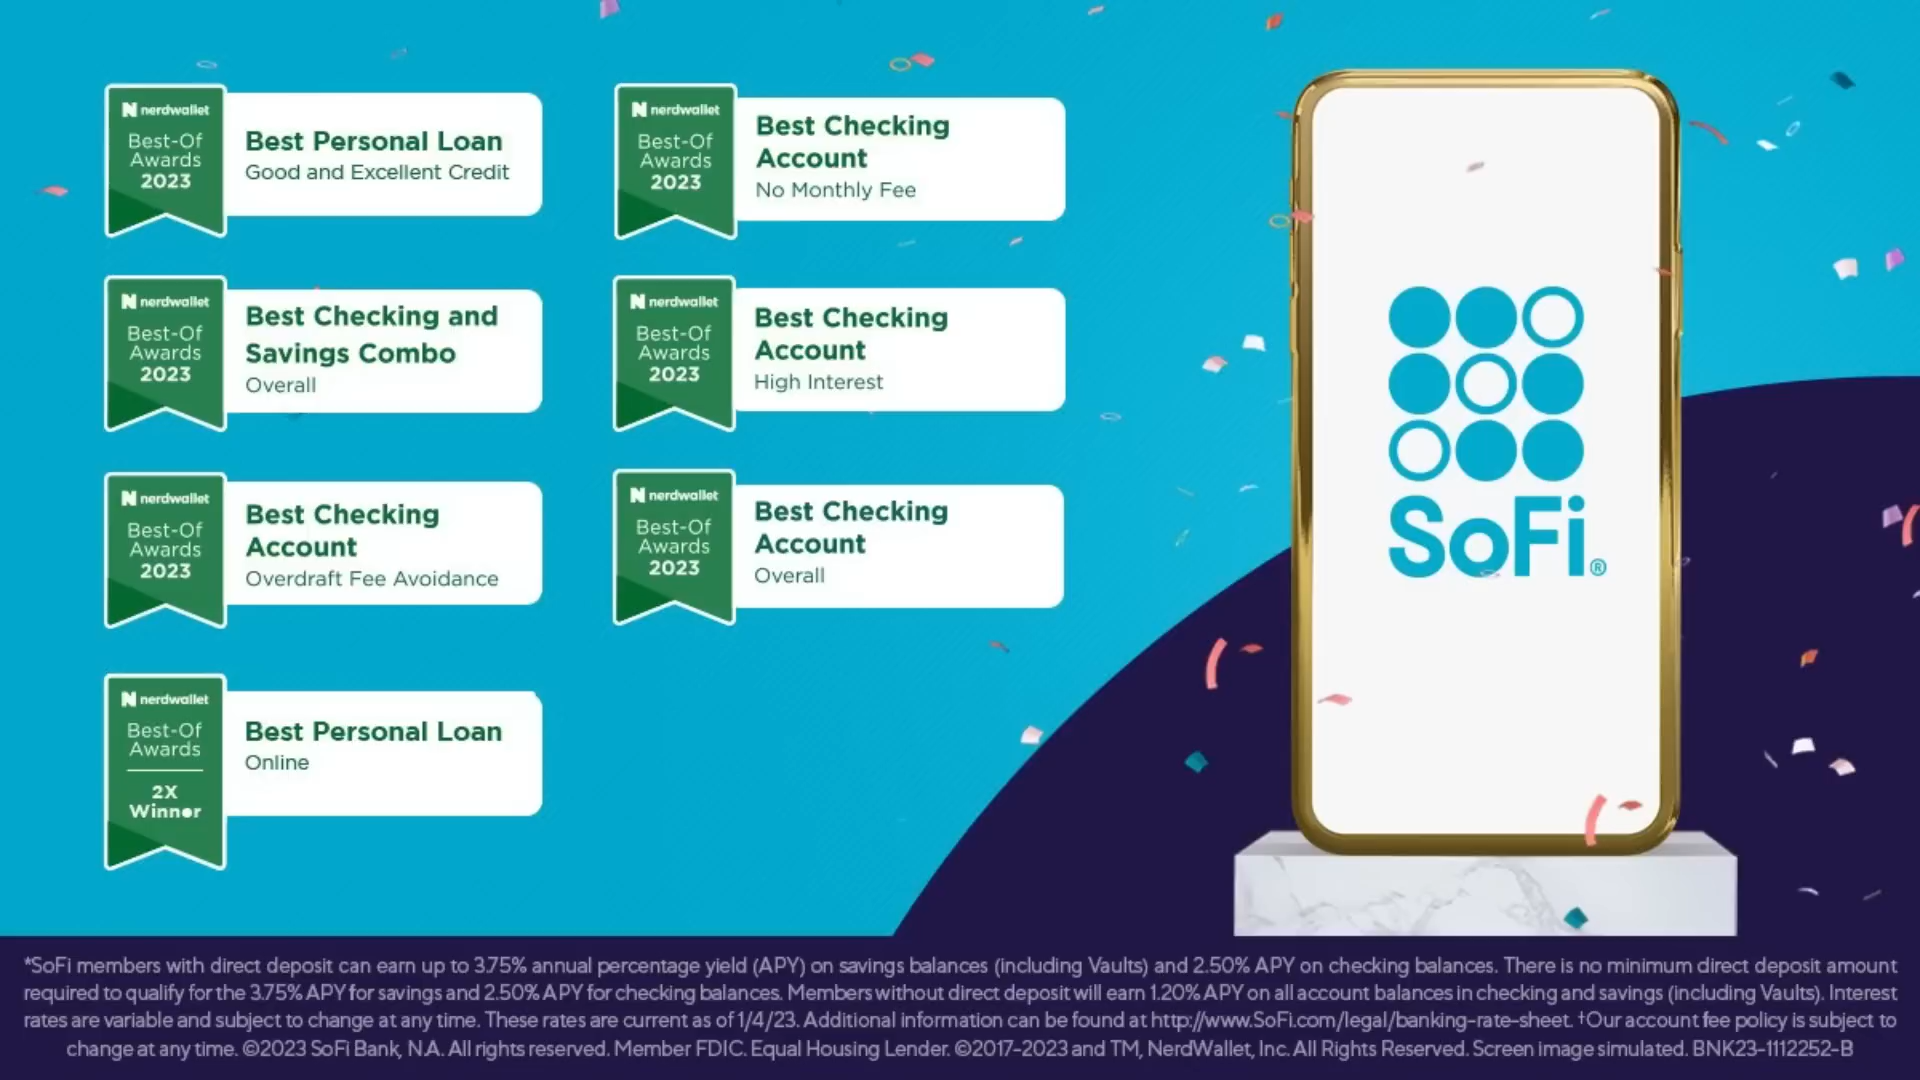 nerdwallet
Best-Of
Awards
2023
Best Personal Loan
Good and Excellent Credit
nerdwallet
Best-Of
Awards
2023
Best Checking
Account
No Monthly Fee
nerdwallet
Best-Of
Awards
2023
Best Checking and
Savings Combo
Overall
nerdwallet
Best-Of
Awards
2023
Best Checking
Account
High Interest
nerdwallet
Best-Of
Awards
2023
Best Checking
Account
Overdraft Fee Avoidance
nerdwallet
Best-Of
Awards
2023
Best Checking
Account
Overall
nerdwallet
Best-Of
Awards
2X
Winner
Best Personal Loan
Online
SoFi®
*SoFi members with direct deposit can earn up to 3.75% annual percentage yield (APY) on savings balances (including Vaults) and 2.50% APY on checking balances. There is no minimum direct deposit amount
required to qualify for the 3.75% APY for savings and 2.50% APY for checking balances. Members without direct deposit will earn 1.20% APY on all account balances in checking and savings (including Vaults). Interest
rates are variable and subject to change at any time. These rates are current as of 1/4/23. Additional information can be found at http://www.SoFi.com/legal/banking-rate-sheet. †Our account fee policy is subject to
change at any time. ©2023 SoFi Bank, N.A. All rights reserved. Member FDIC. Equal Housing Lender. ©2017-2023 and TM, NerdWallet, Inc. All Rights Reserved. Screen image simulated. BNK23-1112252-B